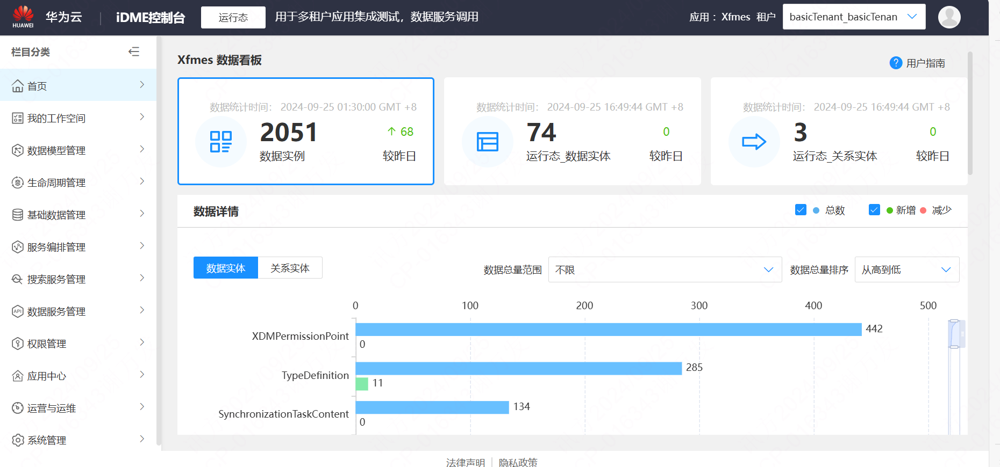 HUAWEI 华为云 iDME控制台 运行态 用于多租户应用集成测试，数据服务调用 应用： Xfmes 租户 basicTenant_basicTenan
栏目分类
首页
我的工作空间
数据模型管理
生命周期管理
基础数据管理
服务编排管理
搜索服务管理
API 数据服务管理
权限管理
应用中心
运营与运维
系统管理
Xfmes 数据看板
? 用户指南
数据统计时间： 2024-09-25 01:30:00 GMT +8
2051 ↑ 68
数据实例 较昨日
数据统计时间： 2024-09-25 16:49:44 GMT +8
74 0
运行态_数据实体 较昨日
数据统计时间： 2024-09-25 16:49:44 GMT +8
3 0
运行态_关系实体 较昨日
数据详情 总数 新增 减少
数据实体 关系实体 数据总量范围 不限 数据总量排序 从高到低
0 100 200 300 400 500
XDMPermissionPoint 442
0
TypeDefinition 285
11
SynchronizationTaskContent 134
0
法律声明 | 隐私政策